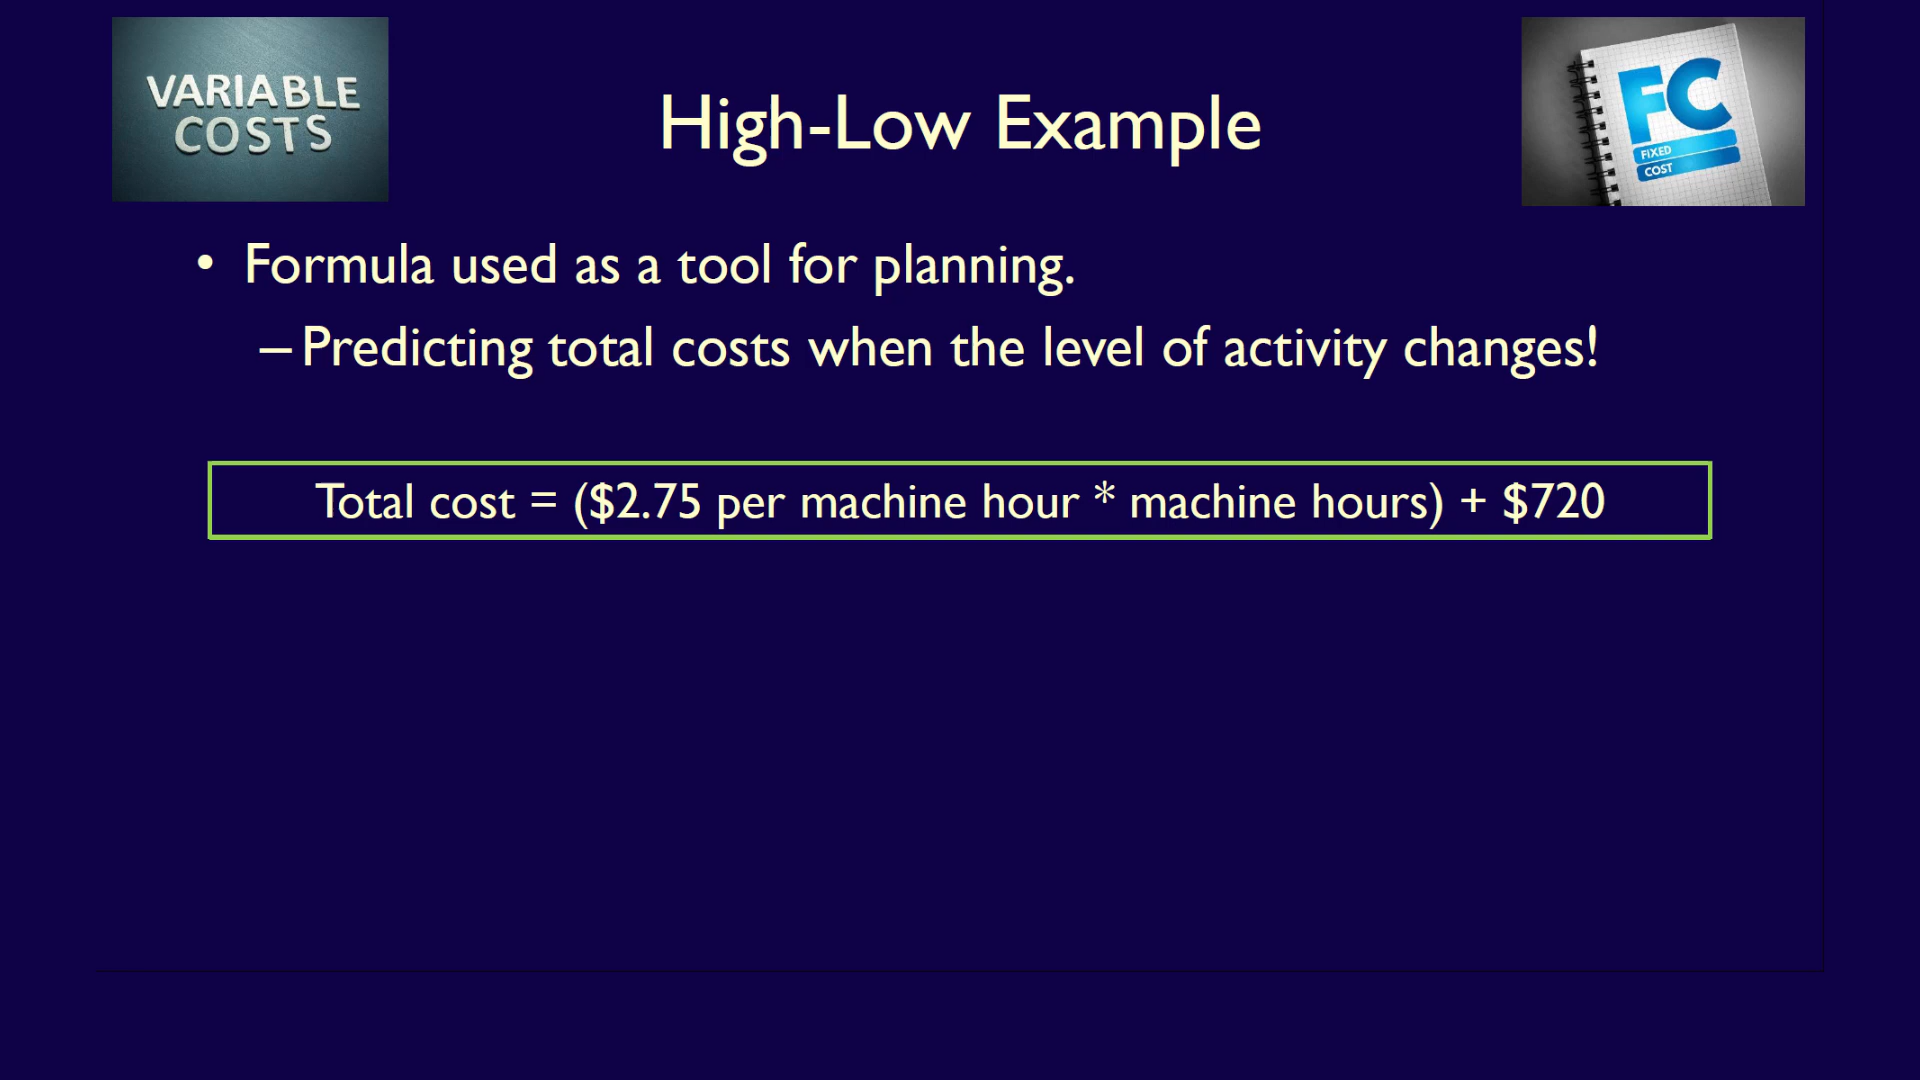 VARIABLE
COSTS
High-Low Example
FC
FIXED
COST
• Formula used as a tool for planning.
– Predicting total costs when the level of activity changes!
Total cost = ($2.75 per machine hour * machine hours) + $720